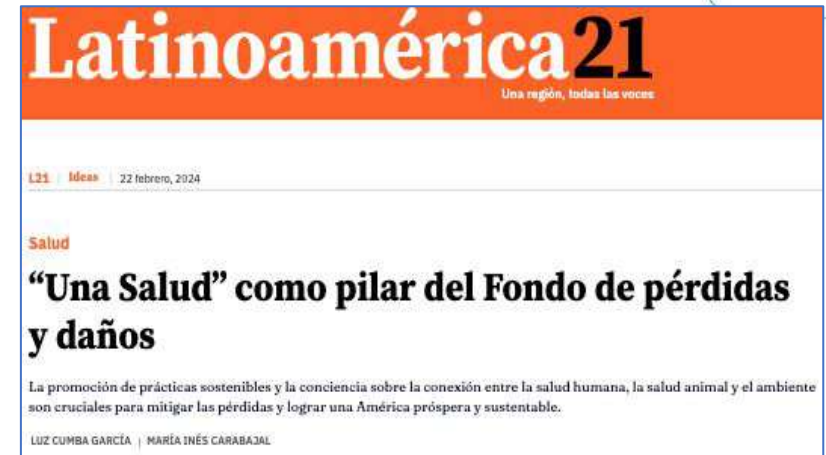 Latinoamérica21
Una región, todas las voces
L21 | Ideas | 22 febrero, 2024
Salud
“Una Salud” como pilar del Fondo de pérdidas
y daños
La promoción de prácticas sostenibles y la conciencia sobre la conexión entre la salud humana, la salud animal y el ambiente
son cruciales para mitigar las pérdidas y lograr una América próspera y sustentable.
LUZ CUMBA GARCÍA | MARÍA INÉS CARABAJAL